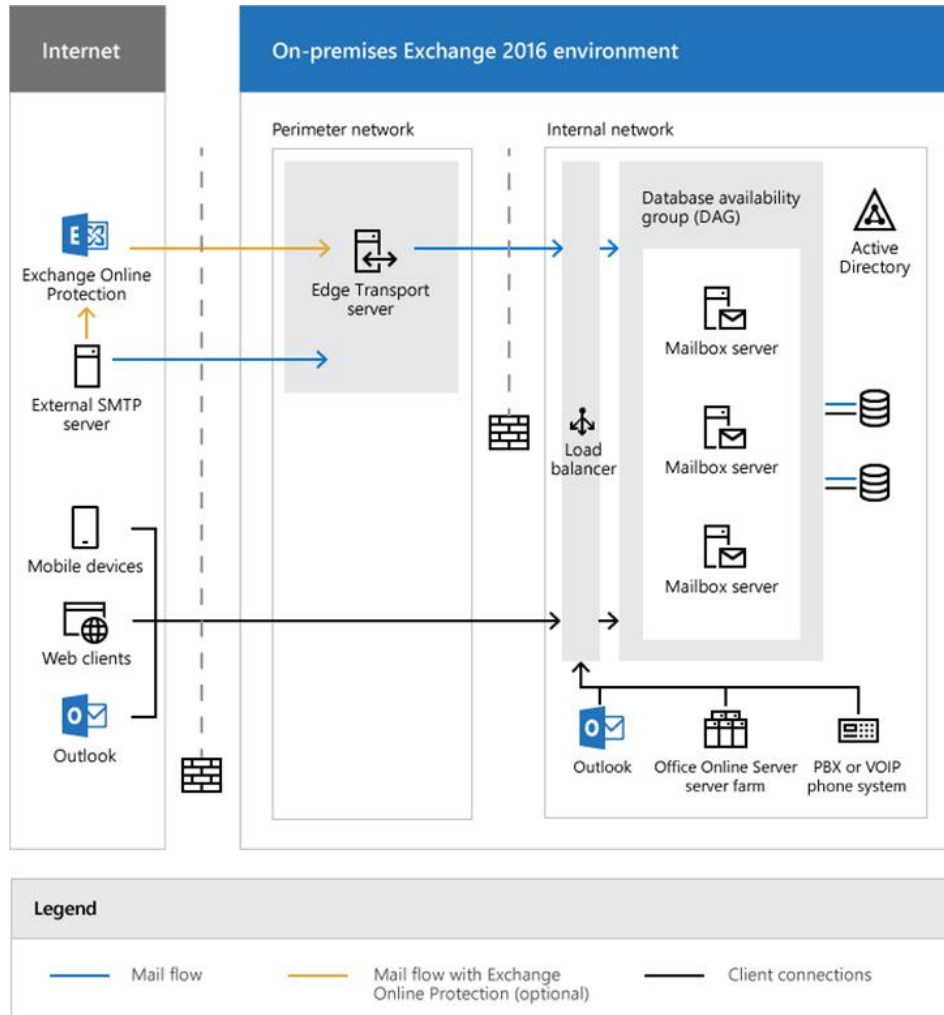 Internet
On-premises Exchange 2016 environment
Perimeter network
Internal network
E
Exchange Online
Protection
External SMTP
server
Edge Transport
server
Database availability
group (DAG)
Active
Directory
Mailbox server
Mailbox server
Mailbox server
Load
balancer
Mobile devices
Web clients
O
Outlook
O
Outlook
Office Online Server
server farm
PBX or VOIP
phone system
Legend
Mail flow
Mail flow with Exchange
Online Protection (optional)
Client connections